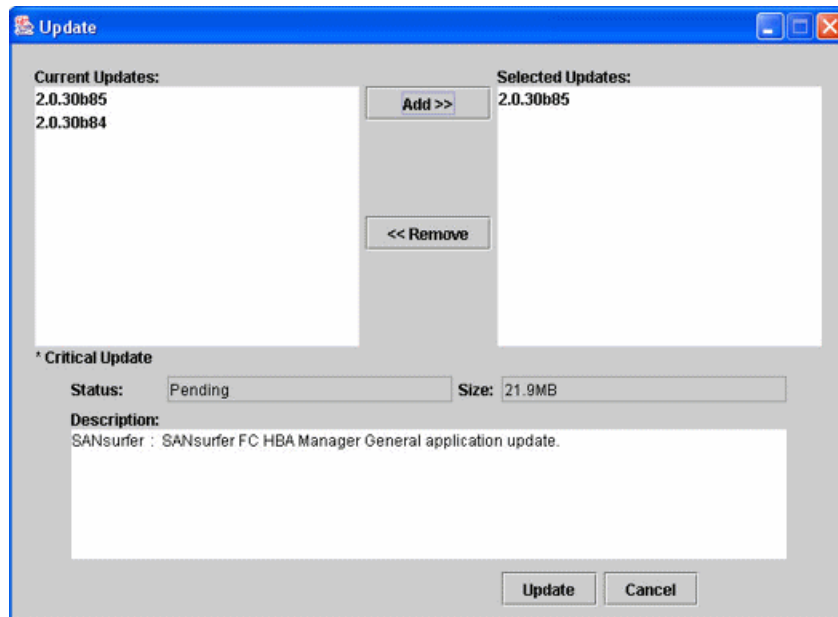 Update
Current Updates:
2.0.30b85
2.0.30b84
Add >>
<< Remove
Selected Updates:
2.0.30b85
* Critical Update
Status: Pending Size: 21.9MB
Description:
SANsurfer : SANsurfer FC HBA Manager General application update.
Update Cancel